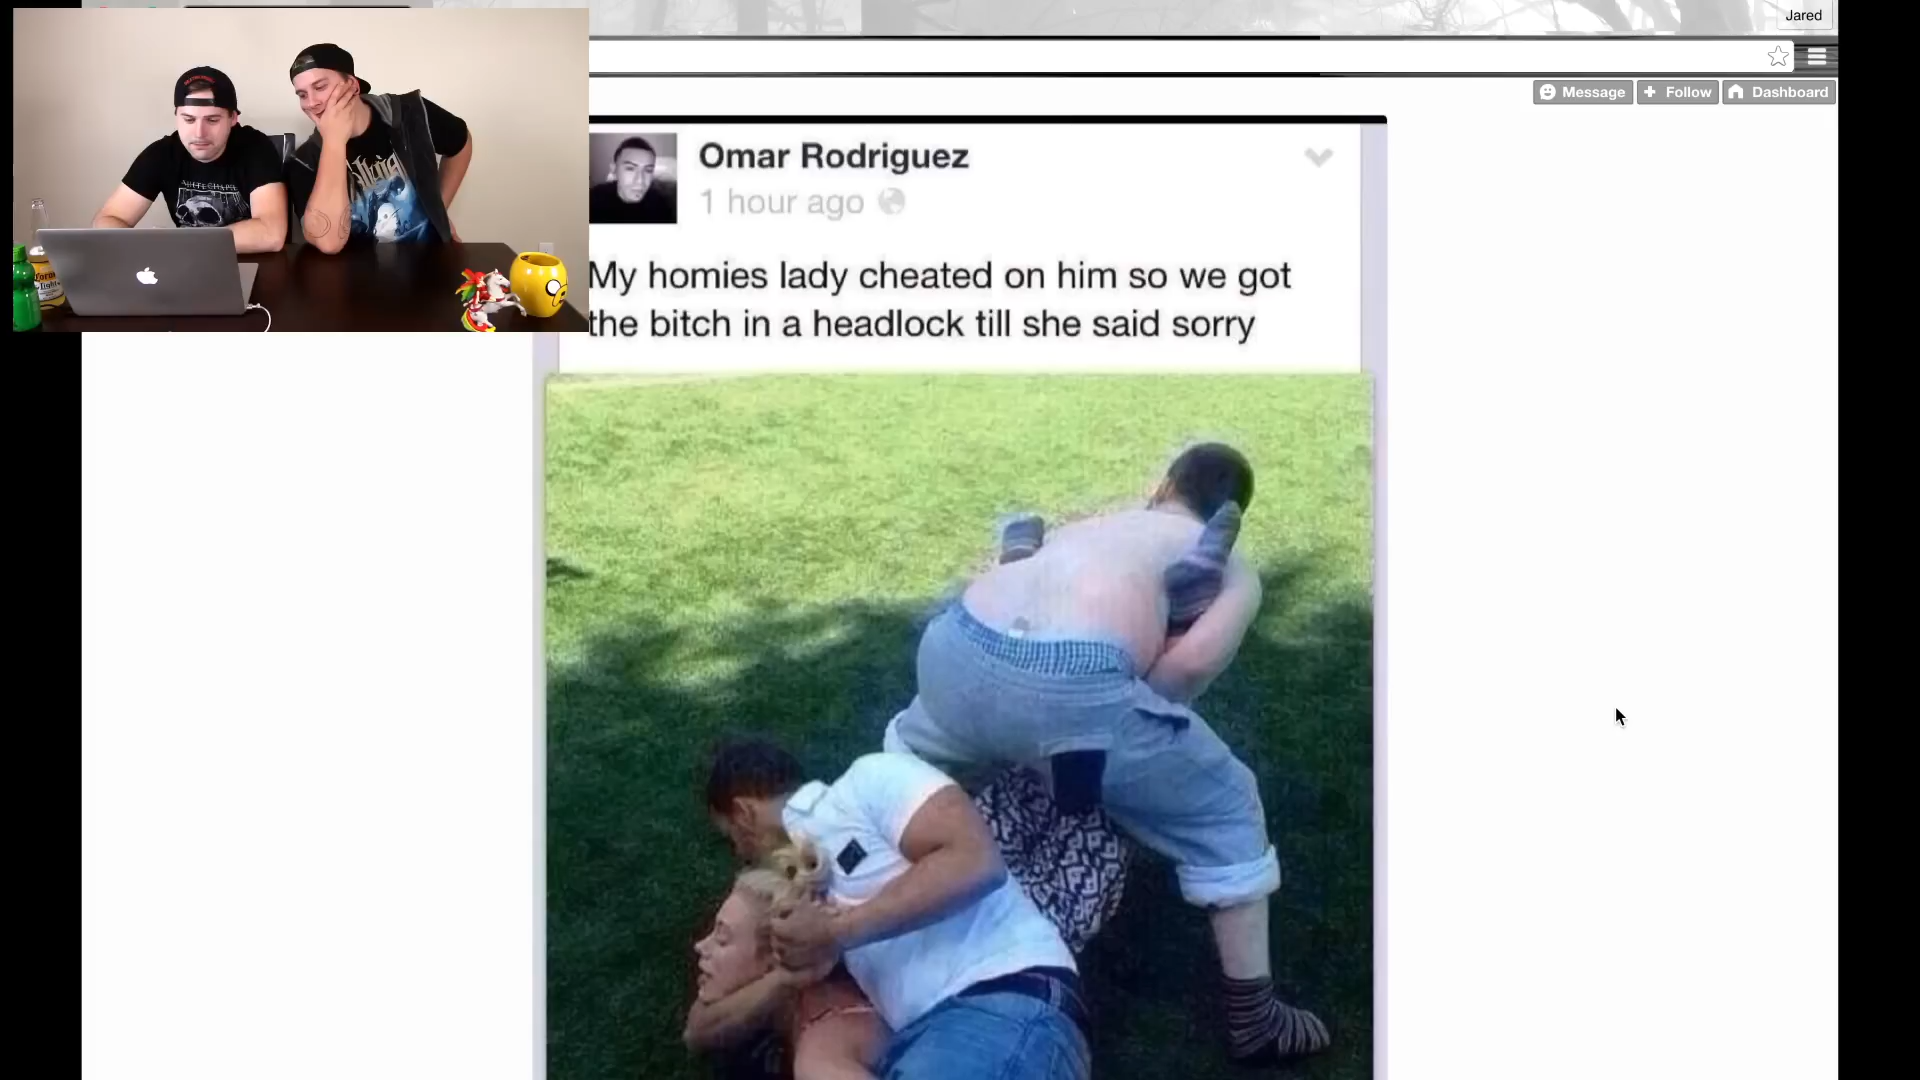 Jared
Message
Follow
Dashboard
Omar Rodriguez
1 hour ago
My homies lady cheated on him so we got
the bitch in a headlock till she said sorry